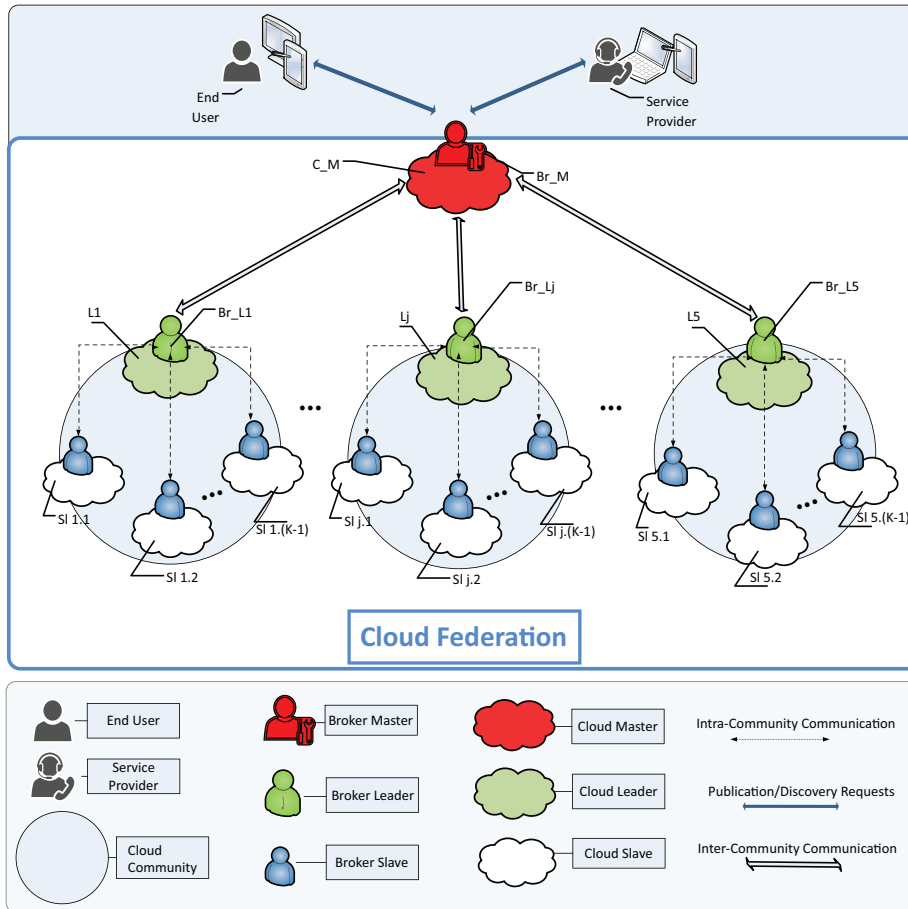 End
User
Service
Provider
C_M
Br_M
L1
Br_L1
Lj
Br_Lj
L5
Br_L5
...
...
...
...
...
Sl 1.1
Sl 1.2
Sl 1.(K-1)
Sl j.1
Sl j.2
Sl j.(K-1)
Sl 5.1
Sl 5.2
Sl 5.(K-1)
Cloud Federation
End User
Broker Master
Cloud Master
Intra-Community Communication
Service
Provider
Broker Leader
Cloud Leader
Publication/Discovery Requests
Cloud
Community
Broker Slave
Cloud Slave
Inter-Community Communication